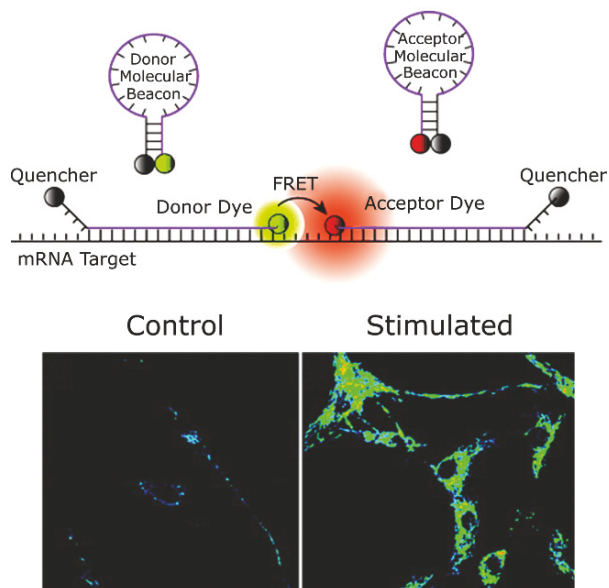 Donor
Molecular
Beacon
Acceptor
Molecular
Beacon
Quencher
FRET
Quencher
Donor Dye
Acceptor Dye
mRNA Target
Control
Stimulated